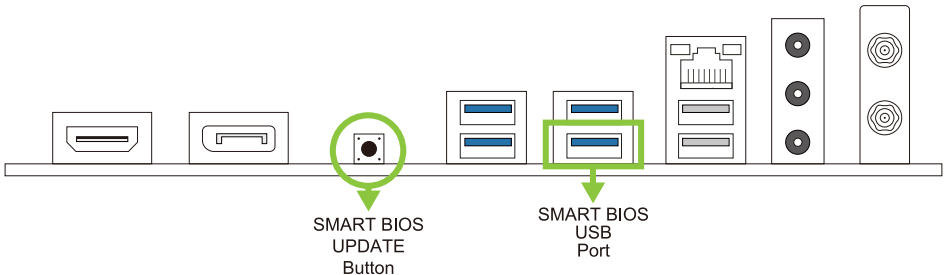 SMART BIOS
UPDATE
Button
SMART BIOS
USB
Port